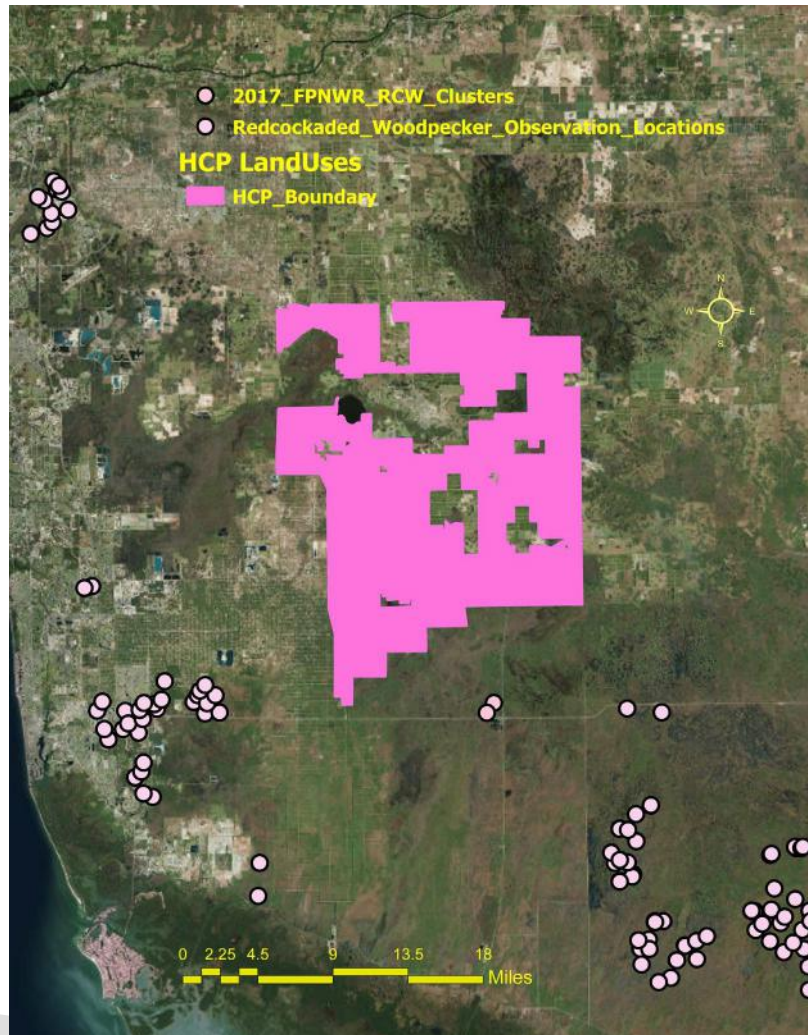 2017_FPNWR_RCW_Clusters
Redcockaded_Woodpecker_Observation_Locations
HCP LandUses
HCP_Boundary
N
W E
S
0 2.25 4.5 9 13.5 18
Miles